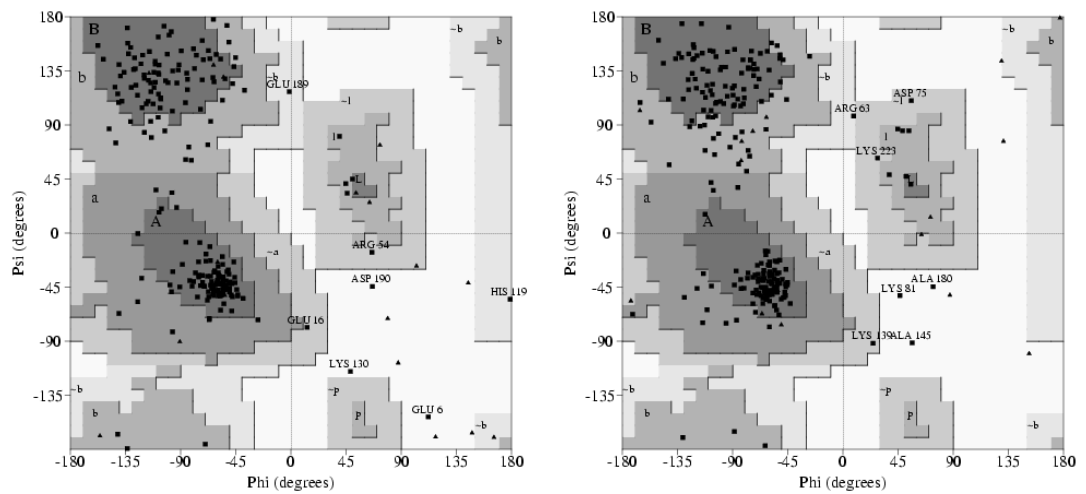 180
B
~b
b
135
b
~b
GLU 189
~l
90
l
45
L
a
A
0
ARG 54
~a
ASP 190
-45
HIS 119
GLU 16
-90
LYS 130
-135
~b
~p
b
p
GLU 6
~b
-180 -135 -90 -45 0 45 90 135 180
Phi (degrees)
Psi (degrees)
180
B
~b
b
135
b
~b
ASP 75
~l
ARG 63
90
l
LYS 223
45
a
A
0
~a
ALA 180
-45
LYS 81
-90
LYS 139
ALA 145
-135
~b
~p
b
p
~b
-180 -135 -90 -45 0 45 90 135 180
Phi (degrees)
Psi (degrees)